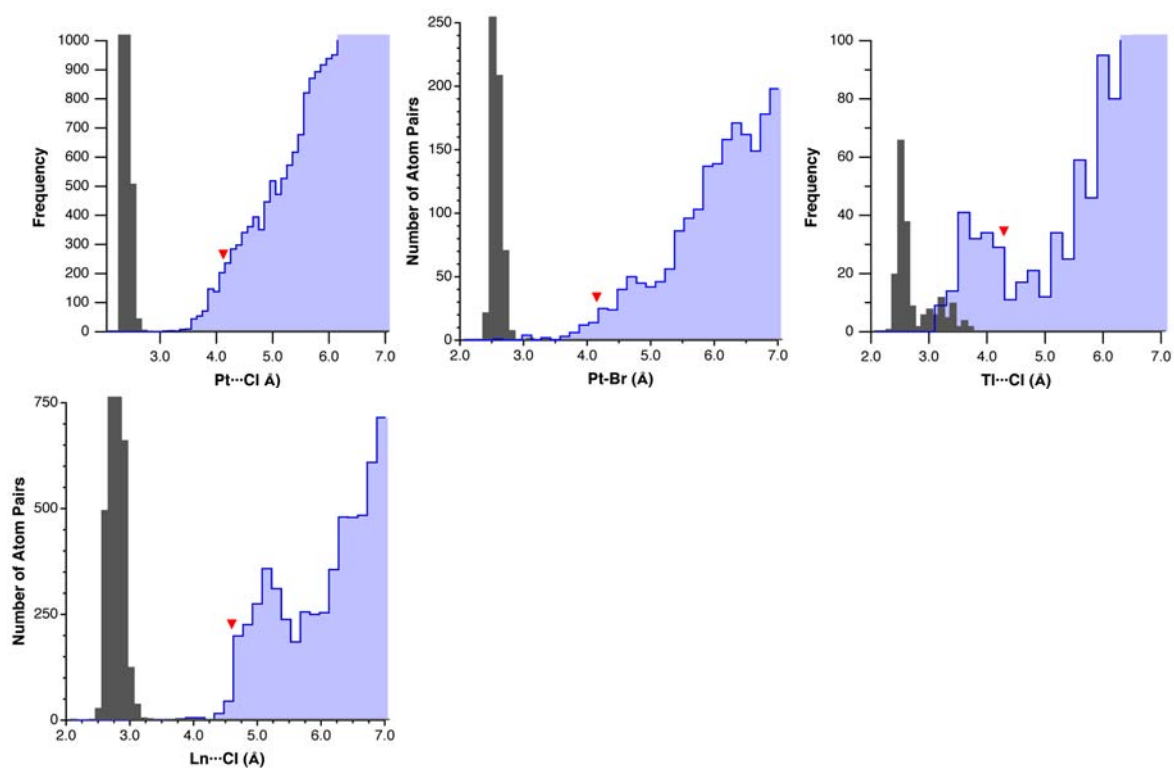 1000
900
800
700
600
500
400
300
200
100
0
Frequency
3.0 4.0 5.0 6.0 7.0
Pt···Cl Å)
250
200
150
100
50
0
Number of Atom Pairs
2.0 3.0 4.0 5.0 6.0 7.0
Pt-Br (Å)
100
80
60
40
20
0
Frequency
2.0 3.0 4.0 5.0 6.0 7.0
Tl···Cl (Å)
750
500
250
0
Number of Atom Pairs
2.0 3.0 4.0 5.0 6.0 7.0
Ln···Cl (Å)